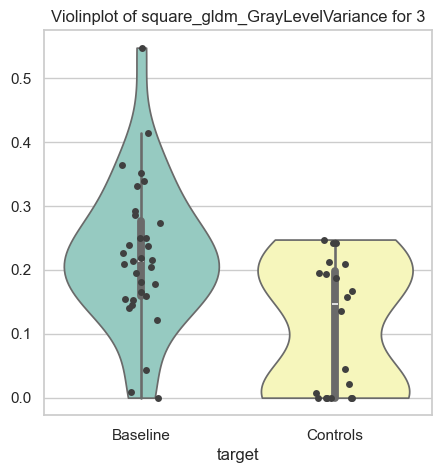 Violinplot of square_gldm_GrayLevelVariance for 3
0.5
0.4
0.3
0.2
0.1
0.0
Baseline Controls
target